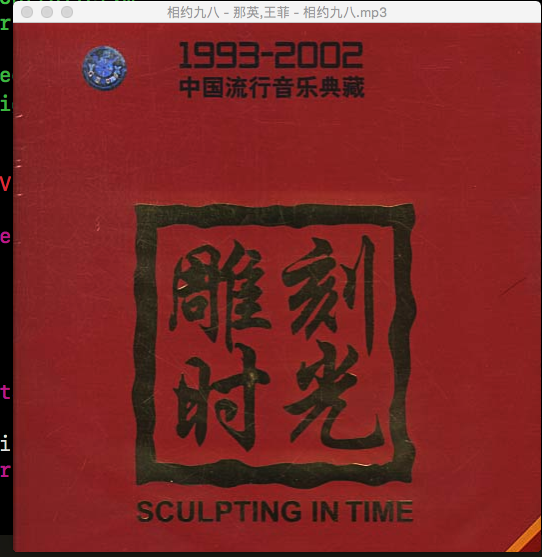 相约九八 - 那英,王菲 - 相约九八.mp3
1993-2002
中国流行音乐典藏
雕刻
时光
SCULPTING IN TIME
e
i
V
e
t
i
r